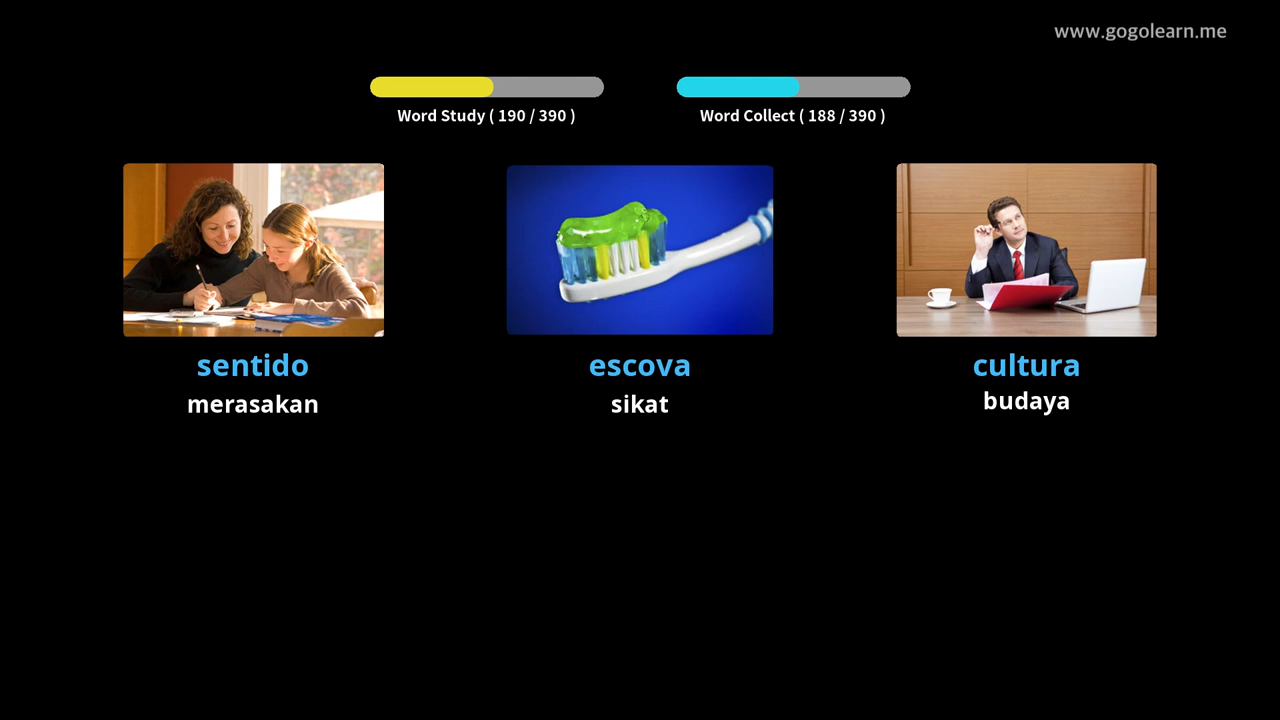 www.gogolearn.me
Word Study ( 190 / 390 )
Word Collect ( 188 / 390 )
sentido
merasakan
escova
sikat
cultura
budaya